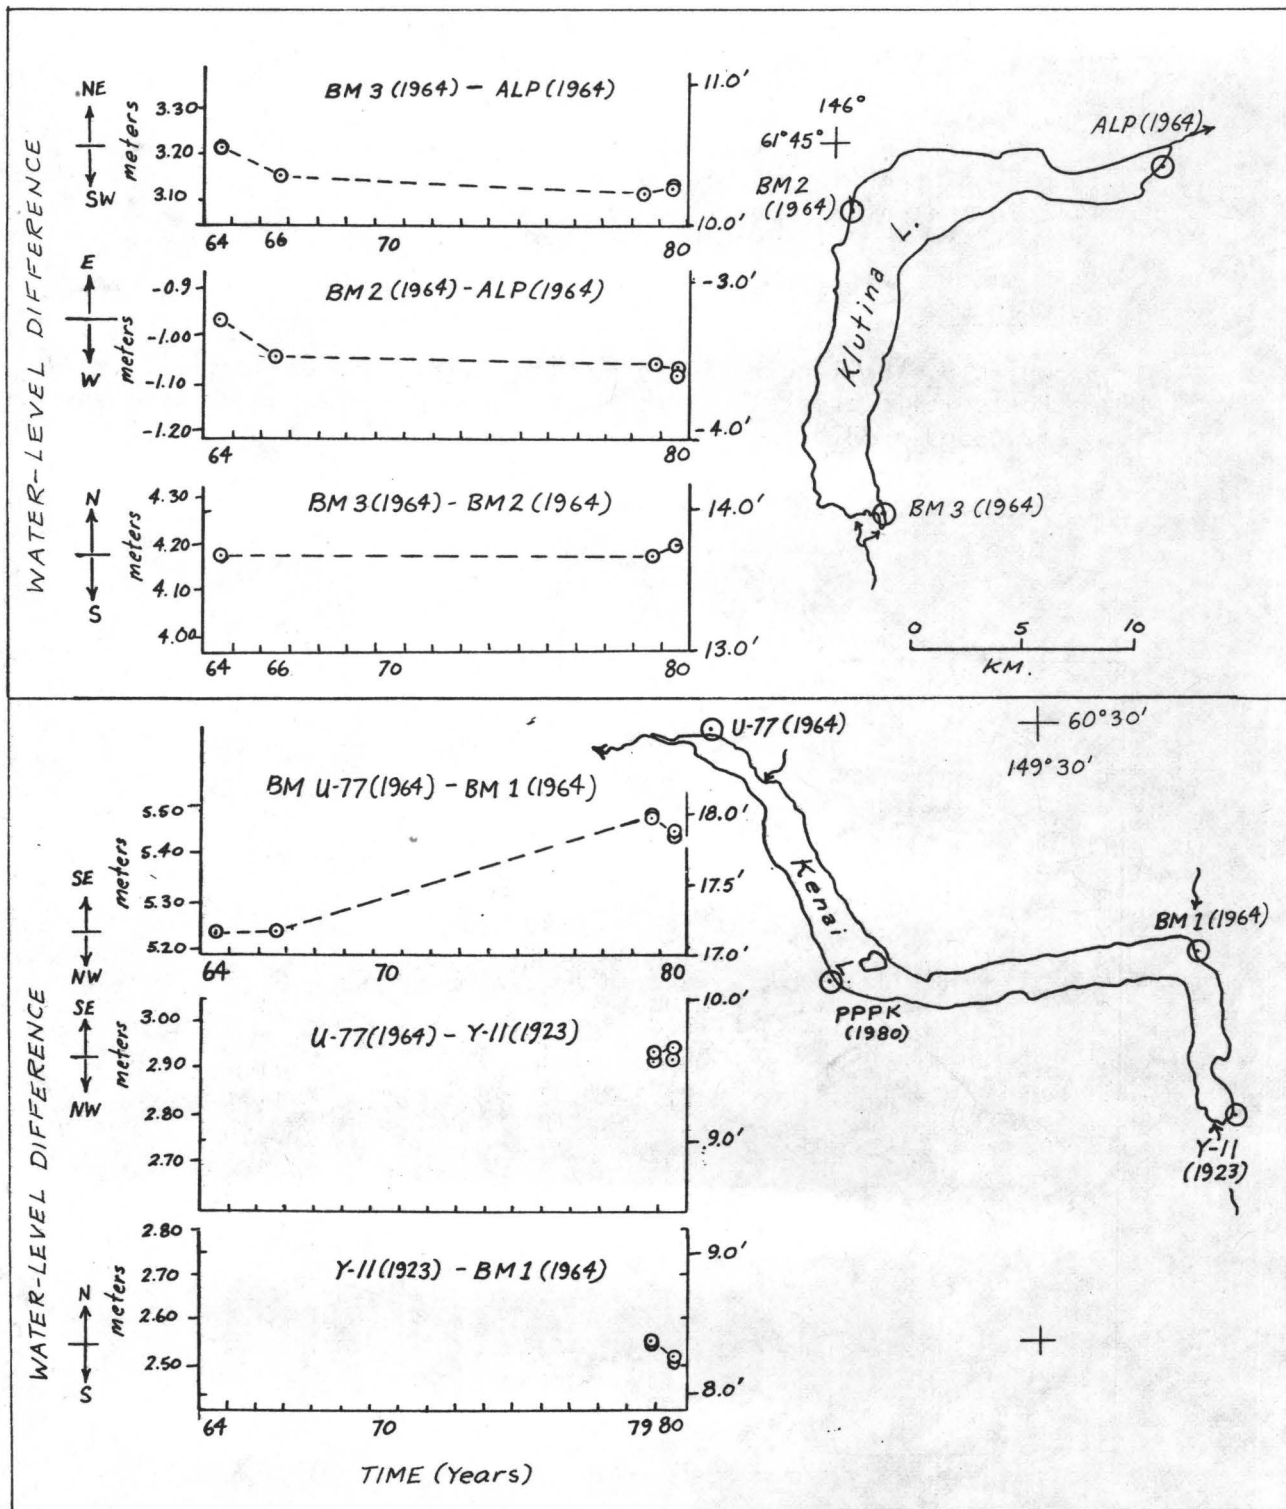 WATER-LEVEL DIFFERENCE
NE
SW
meters
3.30
3.20
3.10
BM 3 (1964) - ALP (1964)
11.0'
10.0'
64 66 70 80
E
W
meters
-0.9
-1.00
-1.10
-1.20
BM 2 (1964) - ALP (1964)
-3.0'
-4.0'
64 70 80
N
S
meters
4.30
4.20
4.10
4.00
BM 3 (1964) - BM 2 (1964)
14.0'
13.0'
64 66 70 80
146°
61°45'
ALP (1964)
BM 2
(1964)
Klutina L.
BM 3 (1964)
0 5 10
KM.
WATER-LEVEL DIFFERENCE
SE
NW
meters
5.50
5.40
5.30
5.20
BM U-77 (1964) - BM 1 (1964)
18.0'
17.5'
17.0'
64 70 80
SE
NW
meters
3.00
2.90
2.80
2.70
U-77 (1964) - Y-11 (1923)
10.0'
9.0'
N
S
meters
2.80
2.70
2.60
2.50
Y-11 (1923) - BM 1 (1964)
9.0'
8.0'
64 70 79 80
TIME (Years)
U-77 (1964)
60°30'
149°30'
Kenai L.
BM 1 (1964)
PPPK
(1980)
Y-11
(1923)